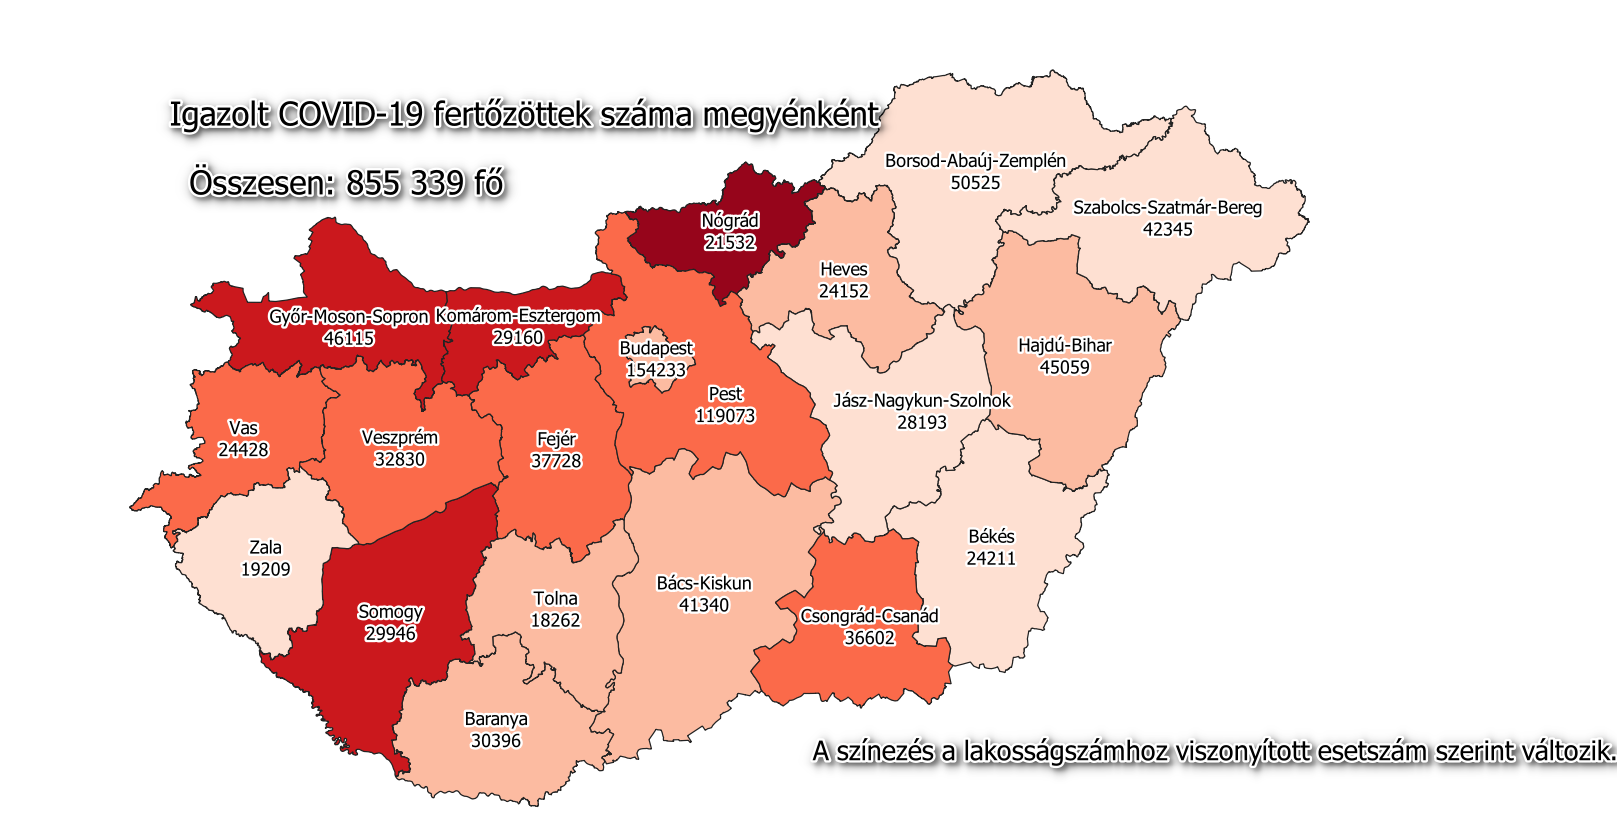 Igazolt COVID-19 fertőzöttek száma megyénként
Összesen: 855 339 fő
Borsod-Abaúj-Zemplén
50525
Szabolcs-Szatmár-Bereg
42345
Nógrád
21532
Heves
24152
Győr-Moson-Sopron
46115
Komárom-Esztergom
29160
Budapest
154233
Hajdú-Bihar
45059
Pest
119073
Jász-Nagykun-Szolnok
28193
Vas
24428
Veszprém
32830
Fejér
37728
Zala
19209
Békés
24211
Somogy
29946
Tolna
18262
Bács-Kiskun
41340
Csongrád-Csanád
36602
Baranya
30396
A színezés a lakosságszámhoz viszonyított esetszám szerint változik.